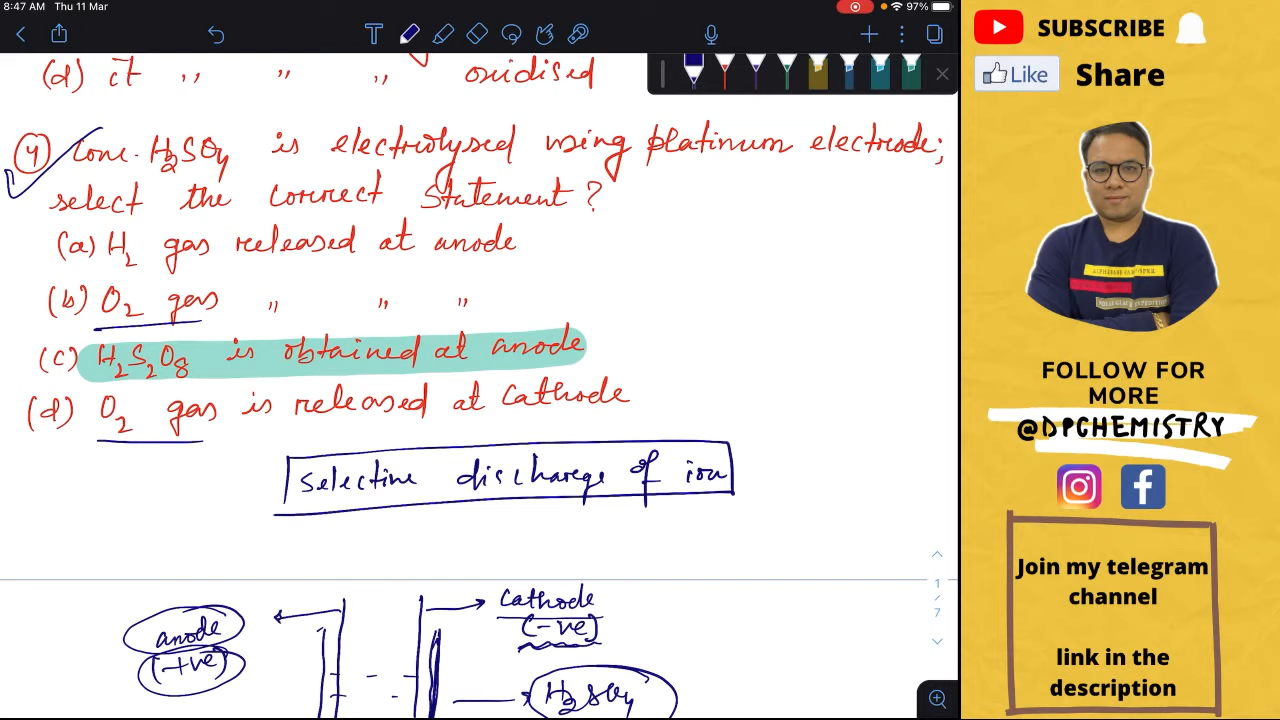 8:47 AM Thu 11 Mar
97%
(d) it ,, ,, ,, oxidised
(4) Conc. H2SO4 is electrolysed using platinum electrode;
select the correct Statement?
(a) H2 gas released at anode
(b) O2 gas " " "
(c) H2S2O8 is obtained at anode
(d) O2 gas is released at Cathode
Selective discharge of ion
1
/
7
Cathode
(-ve)
anode
(+ve)
H2SO4
SUBSCRIBE
Like Share
FOLLOW FOR
MORE
@DPCHEMISTRY
Join my telegram
channel
link in the
description